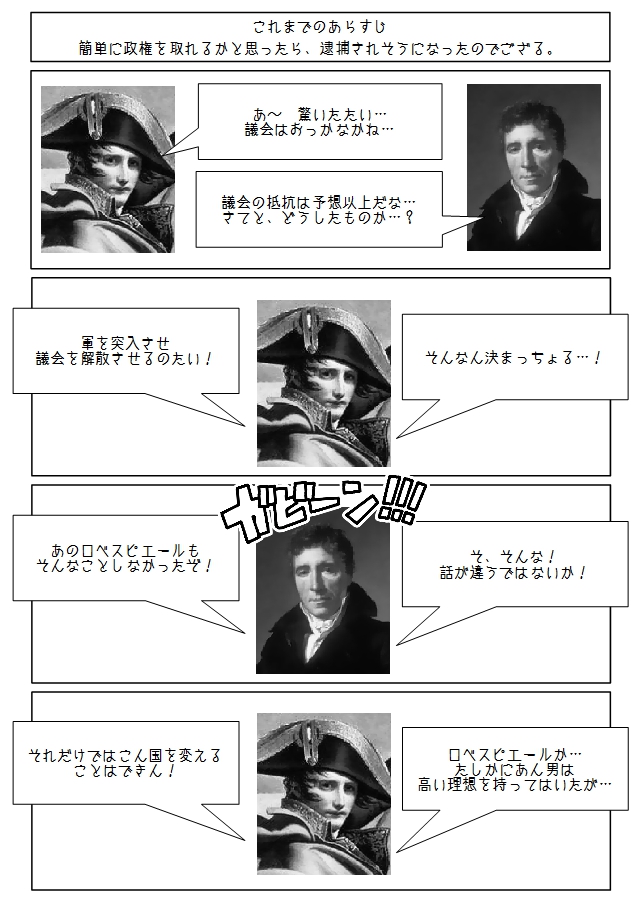 これまでのあらすじ
簡単に政権を取れるかと思ったら、逮捕されそうになったのでござる。
あ～　驚いたたい…
議会はおっかなかね…
議会の抵抗は予想以上だな…
さてと、どうしたものか…？
そんなん決まっちょる…！
軍を突入させ
議会を解散させるのたい！
ガビーン!!!
そ、そんな！
話が違うではないか！
あのロベスピエールも
そんなことしなかったぞ！
ロベスピエールか…
たしかにあん男は
高い理想を持ってはいたが…
それだけではこん国を変える
ことはできん！